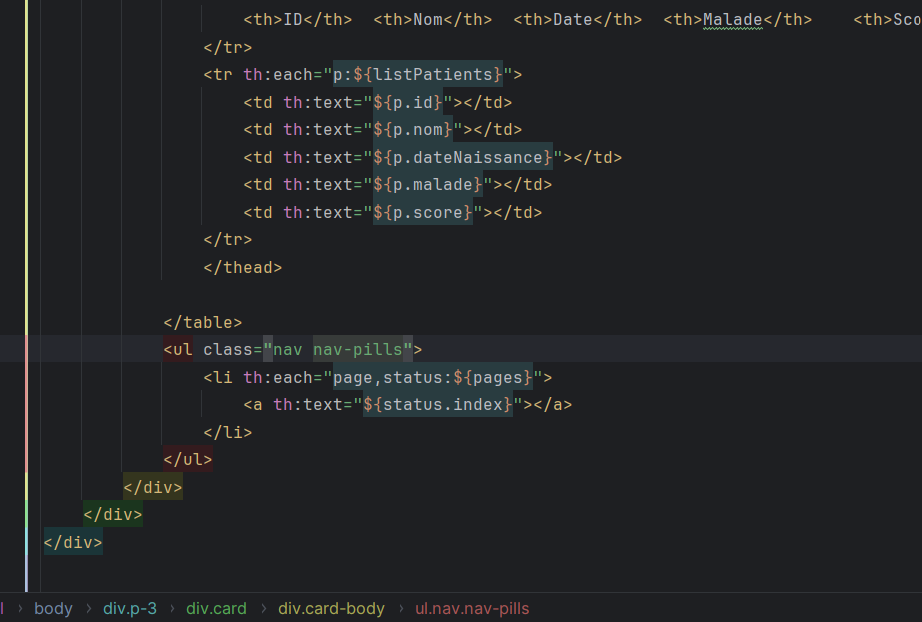 <th>ID</th>  <th>Nom</th>  <th>Date</th>  <th>Malade</th>    <th>Sco
</tr>
<tr th:each="p:${listPatients}">
<td th:text="${p.id}"></td>
<td th:text="${p.nom}"></td>
<td th:text="${p.dateNaissance}"></td>
<td th:text="${p.malade}"></td>
<td th:text="${p.score}"></td>
</tr>
</thead>
</table>
<ul class="nav nav-pills">
<li th:each="page,status:${pages}">
<a th:text="${status.index}"></a>
</li>
</ul>
</div>
</div>
</div>
l › body › div.p-3 › div.card › div.card-body › ul.nav.nav-pills